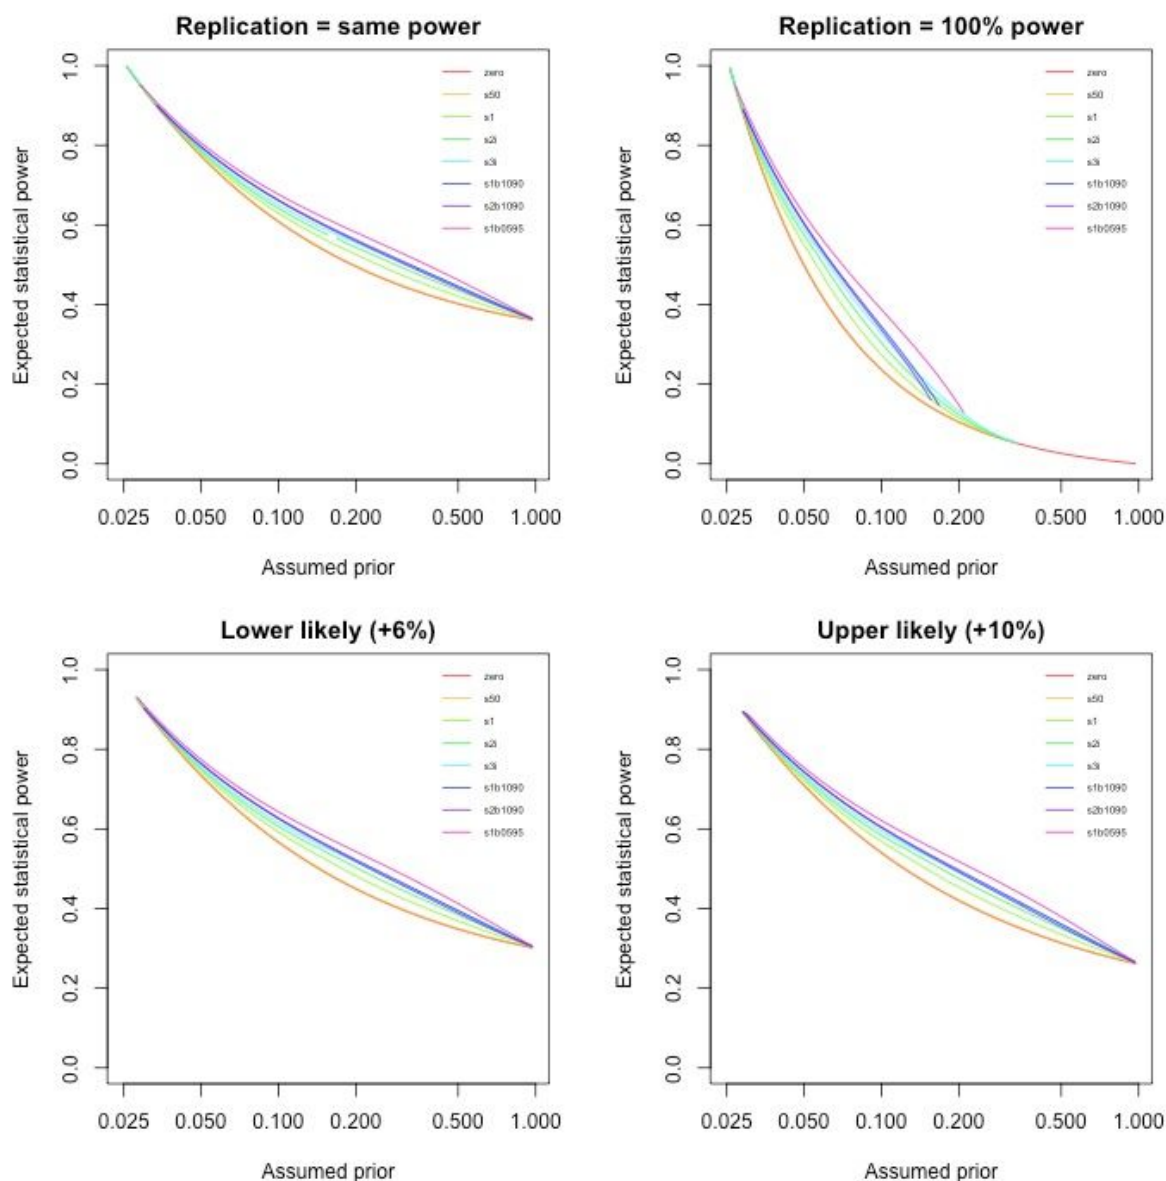 Replication = same power
Expected statistical power
1.0
0.8
0.6
0.4
0.2
0.0
zero
s50
s1
s2i
s3i
s1b1090
s2b1090
s1b0595
0.025 0.050 0.100 0.200 0.500 1.000
Assumed prior
Replication = 100% power
Expected statistical power
1.0
0.8
0.6
0.4
0.2
0.0
zero
s50
s1
s2i
s3i
s1b1090
s2b1090
s1b0595
0.025 0.050 0.100 0.200 0.500 1.000
Assumed prior
Lower likely (+6%)
Expected statistical power
1.0
0.8
0.6
0.4
0.2
0.0
zero
s50
s1
s2i
s3i
s1b1090
s2b1090
s1b0595
0.025 0.050 0.100 0.200 0.500 1.000
Assumed prior
Upper likely (+10%)
Expected statistical power
1.0
0.8
0.6
0.4
0.2
0.0
zero
s50
s1
s2i
s3i
s1b1090
s2b1090
s1b0595
0.025 0.050 0.100 0.200 0.500 1.000
Assumed prior